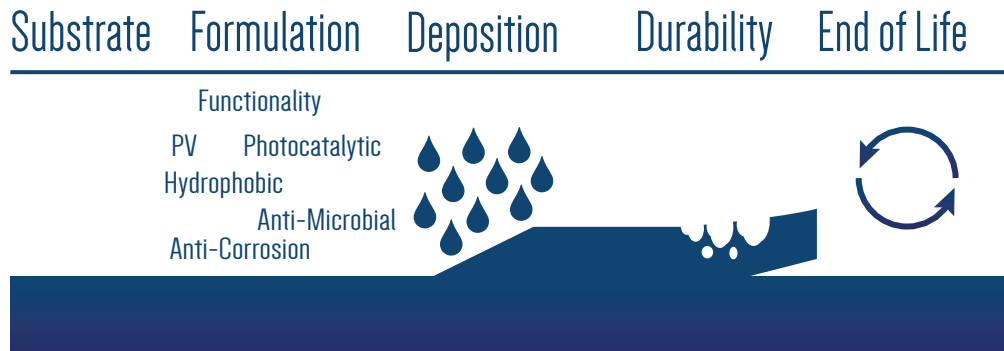 Substrate Formulation Deposition Durability End of Life
Functionality
PV Photocatalytic
Hydrophobic
Anti-Microbial
Anti-Corrosion